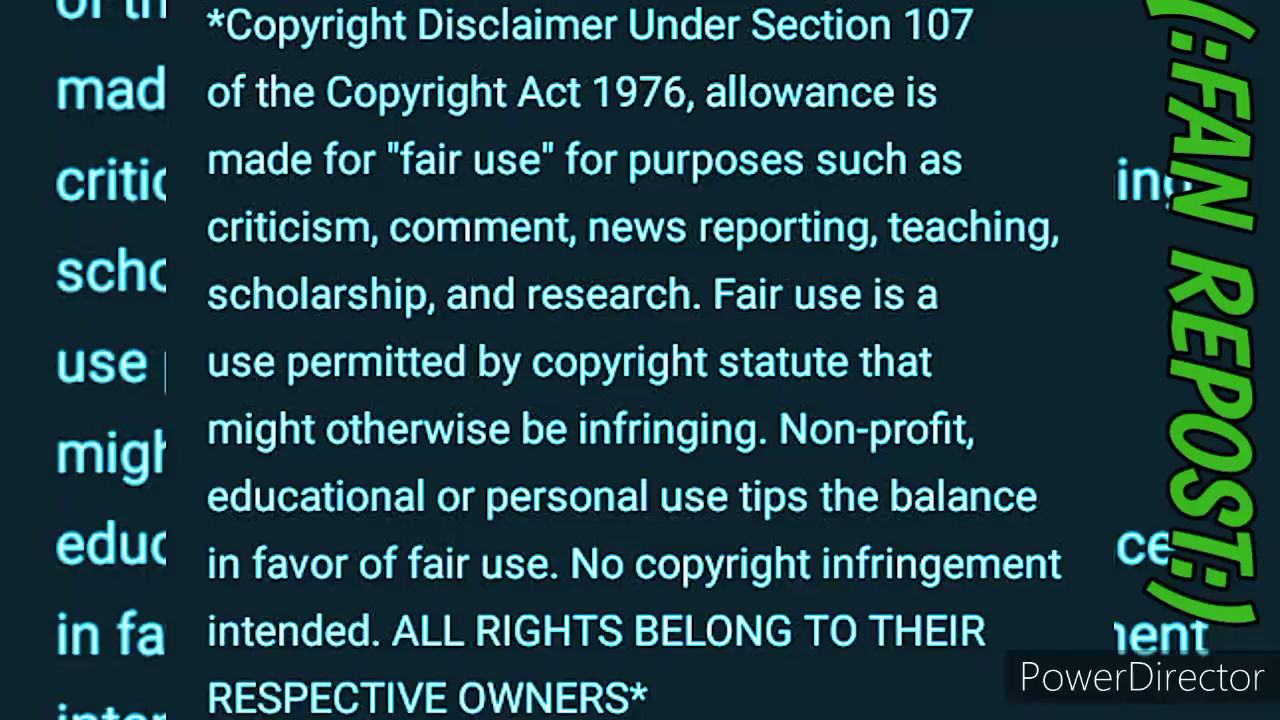 *Copyright Disclaimer Under Section 107
of the Copyright Act 1976, allowance is
made for "fair use" for purposes such as
criticism, comment, news reporting, teaching,
scholarship, and research. Fair use is a
use permitted by copyright statute that
might otherwise be infringing. Non-profit,
educational or personal use tips the balance
in favor of fair use. No copyright infringement
intended. ALL RIGHTS BELONG TO THEIR
RESPECTIVE OWNERS*
(:FAN REPOST:)
PowerDirector